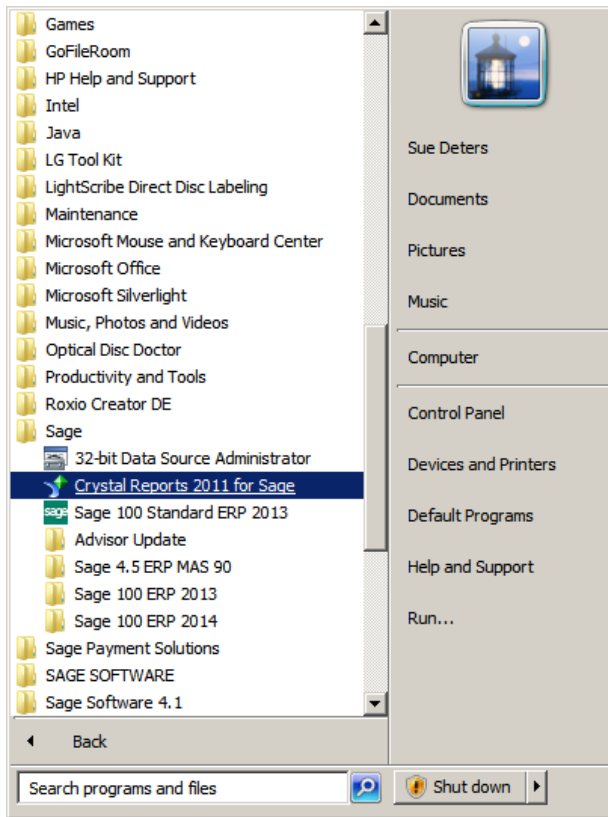 Games
GoFileRoom
HP Help and Support
Intel
Java
LG Tool Kit
LightScribe Direct Disc Labeling
Maintenance
Microsoft Mouse and Keyboard Center
Microsoft Office
Microsoft Silverlight
Music, Photos and Videos
Optical Disc Doctor
Productivity and Tools
Roxio Creator DE
Sage
32-bit Data Source Administrator
Crystal Reports 2011 for Sage
sage Sage 100 Standard ERP 2013
Advisor Update
Sage 4.5 ERP MAS 90
Sage 100 ERP 2013
Sage 100 ERP 2014
Sage Payment Solutions
SAGE SOFTWARE
Sage Software 4.1
Back
Search programs and files
Sue Deters
Documents
Pictures
Music
Computer
Control Panel
Devices and Printers
Default Programs
Help and Support
Run...
Shut down